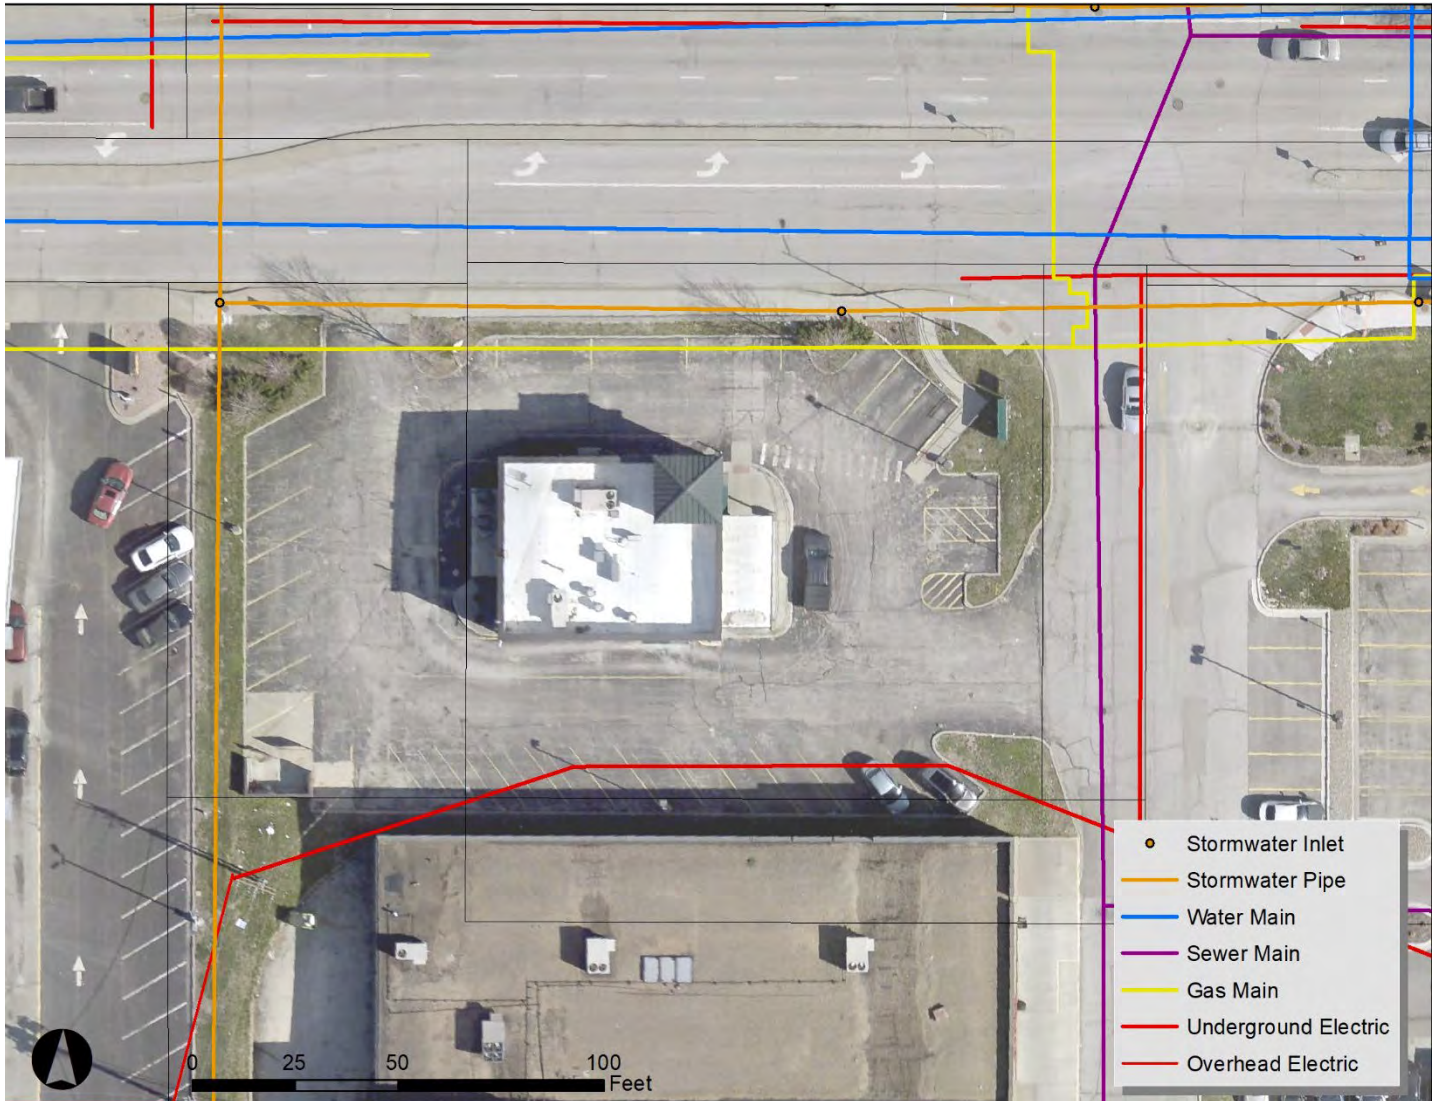 Stormwater Inlet
Stormwater Pipe
Water Main
Sewer Main
Gas Main
Underground Electric
Overhead Electric
0 25 50 100
Feet